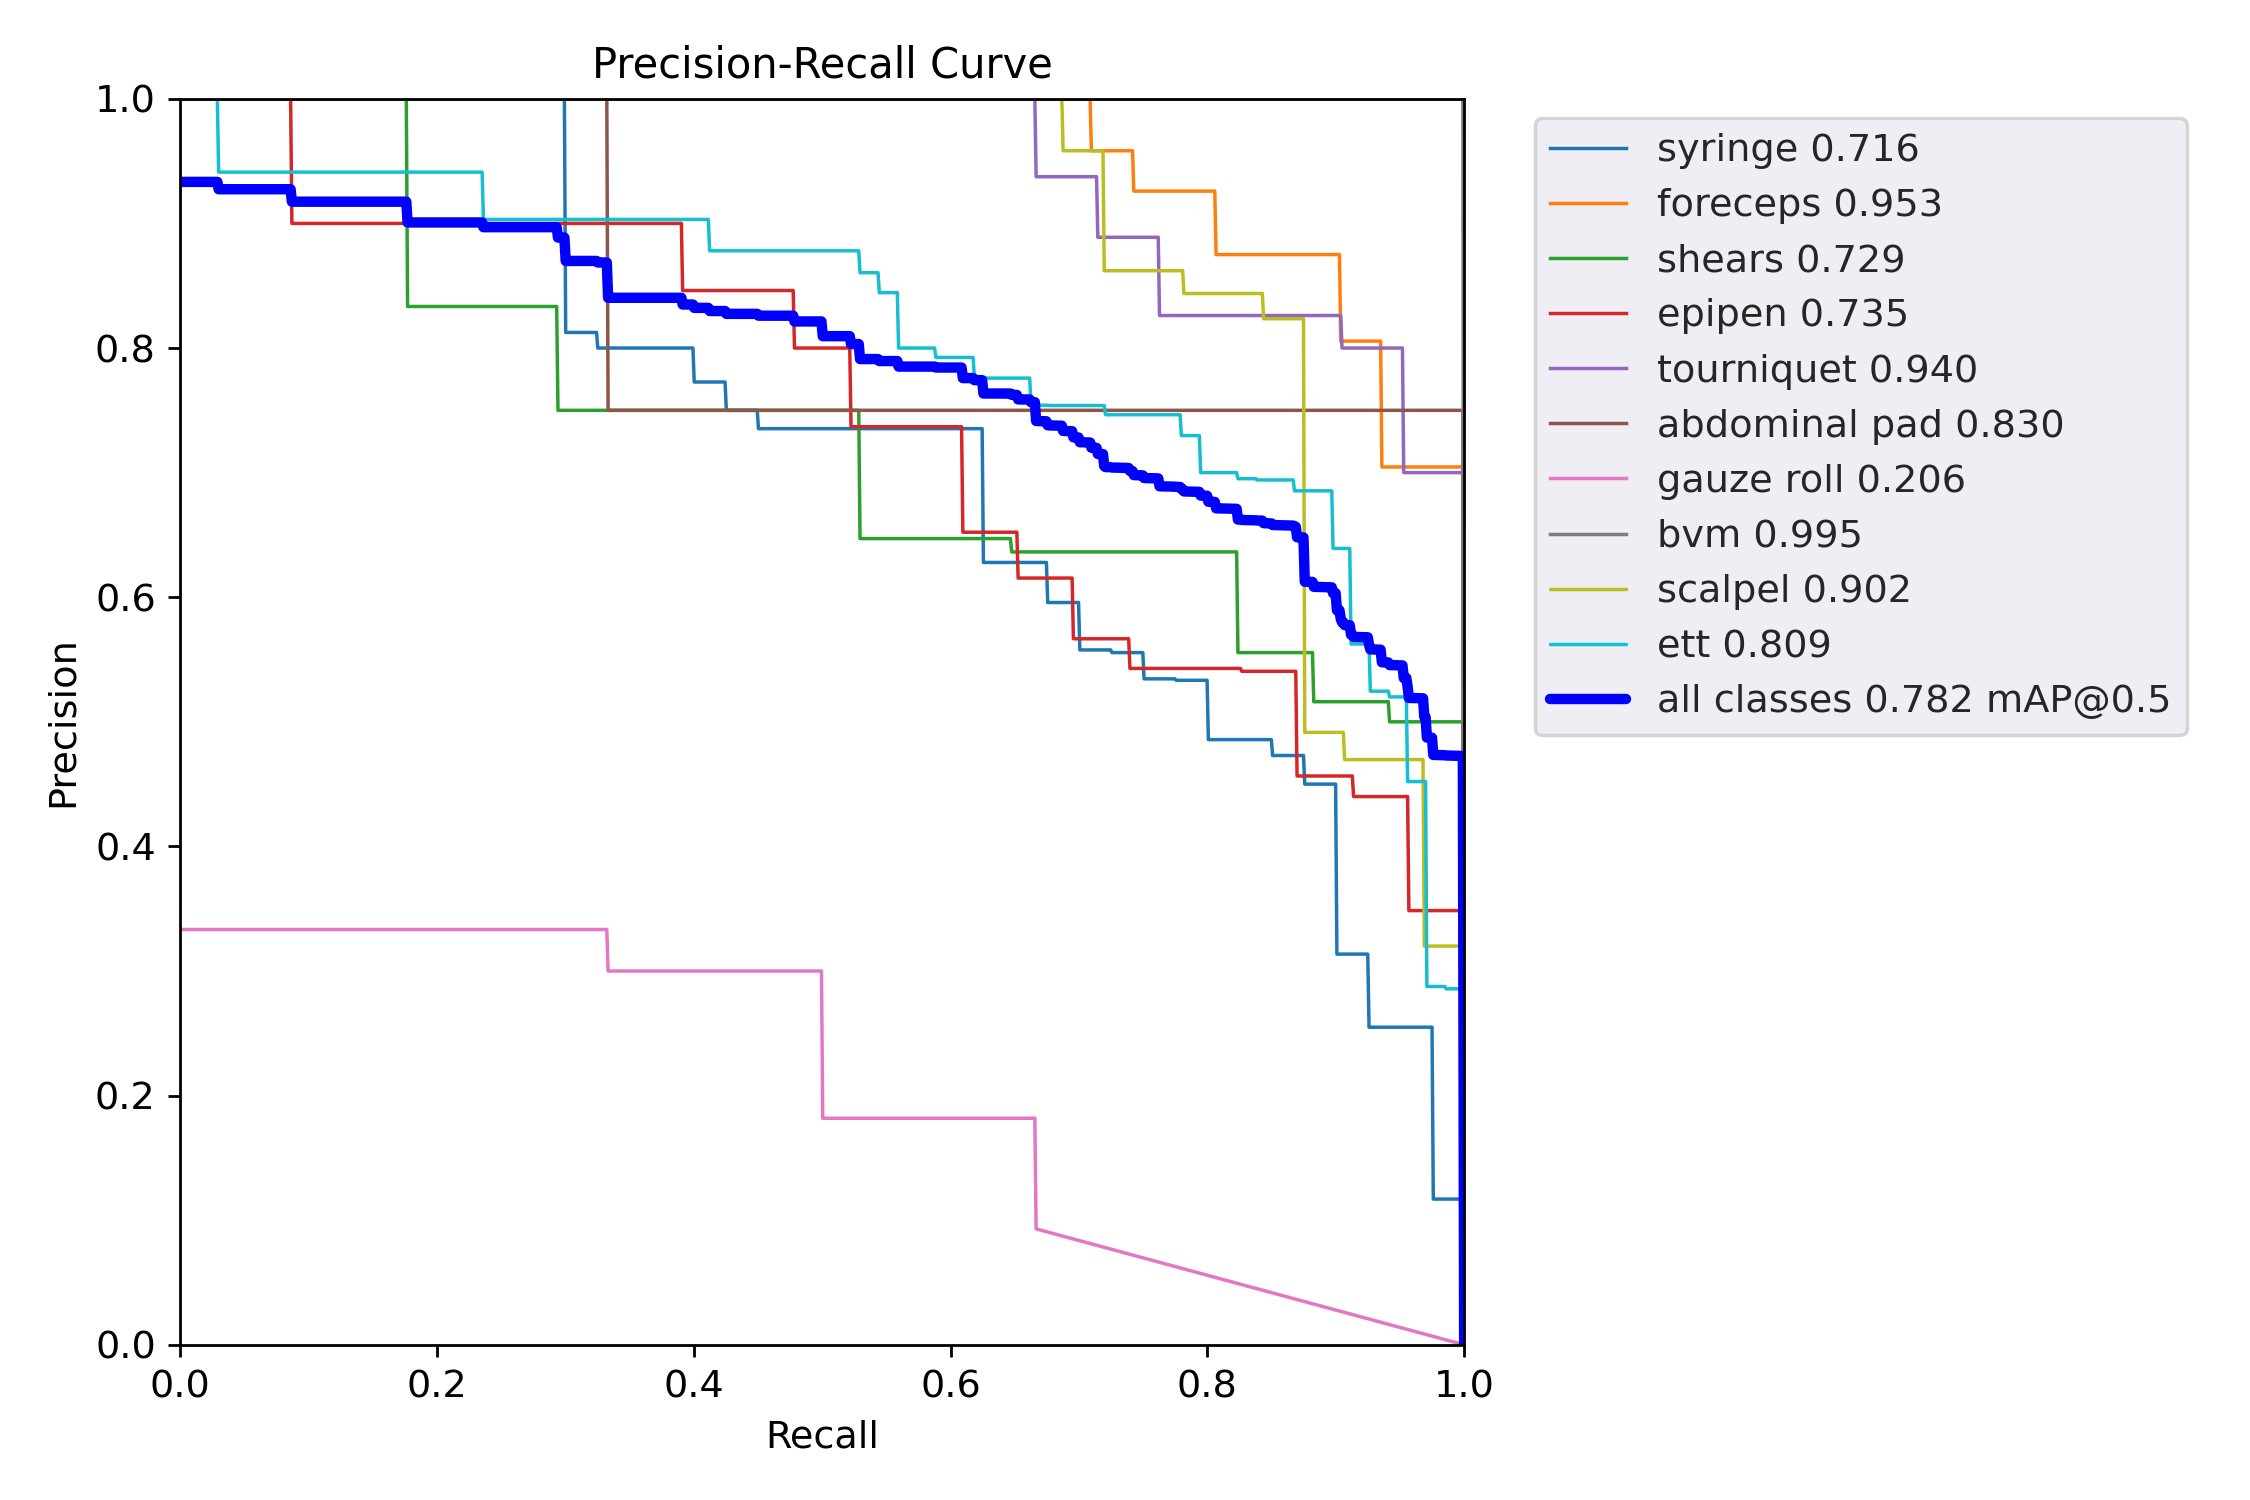 Precision-Recall Curve
1.0
0.8
0.6
0.4
0.2
0.0
Precision
0.0 0.2 0.4 0.6 0.8 1.0
Recall
syringe 0.716
foreceps 0.953
shears 0.729
epipen 0.735
tourniquet 0.940
abdominal pad 0.830
gauze roll 0.206
bvm 0.995
scalpel 0.902
ett 0.809
all classes 0.782 mAP@0.5